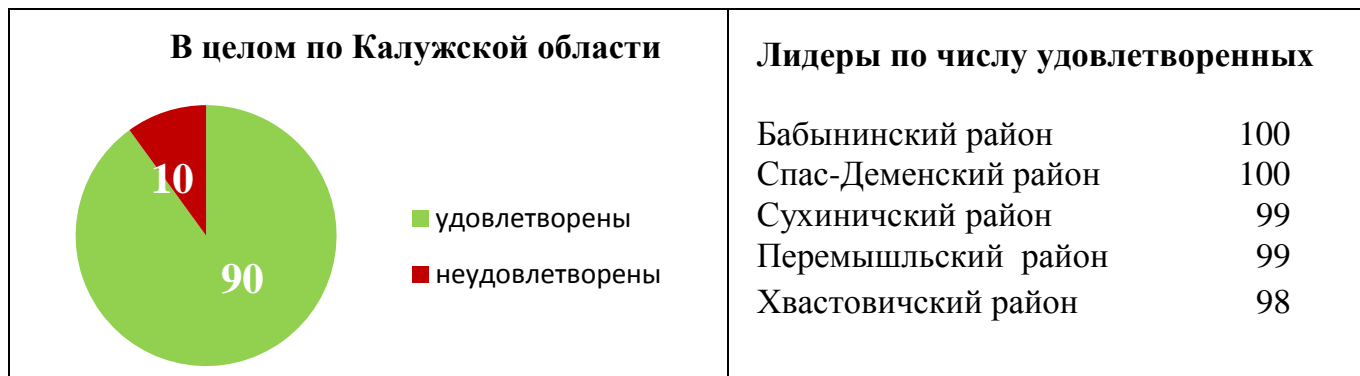 В целом по Калужской области
10
90
удовлетворены
неудовлетворены
Лидеры по числу удовлетворенных
Бабынинский район 100
Спас-Деменский район 100
Сухиничский район 99
Перемышльский район 99
Хвастовичский район 98